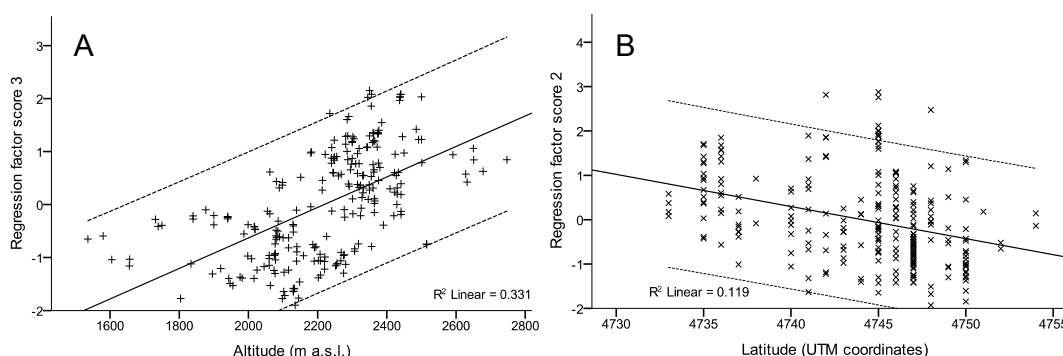 A
Regression factor score 3
3
2
1
0
-1
-2
R² Linear = 0.331
1600 1800 2000 2200 2400 2600 2800
Altitude (m a.s.l.)
B
Regression factor score 2
4
3
2
1
0
-1
-2
R² Linear = 0.119
4730 4735 4740 4745 4750 4755
Latitude (UTM coordinates)